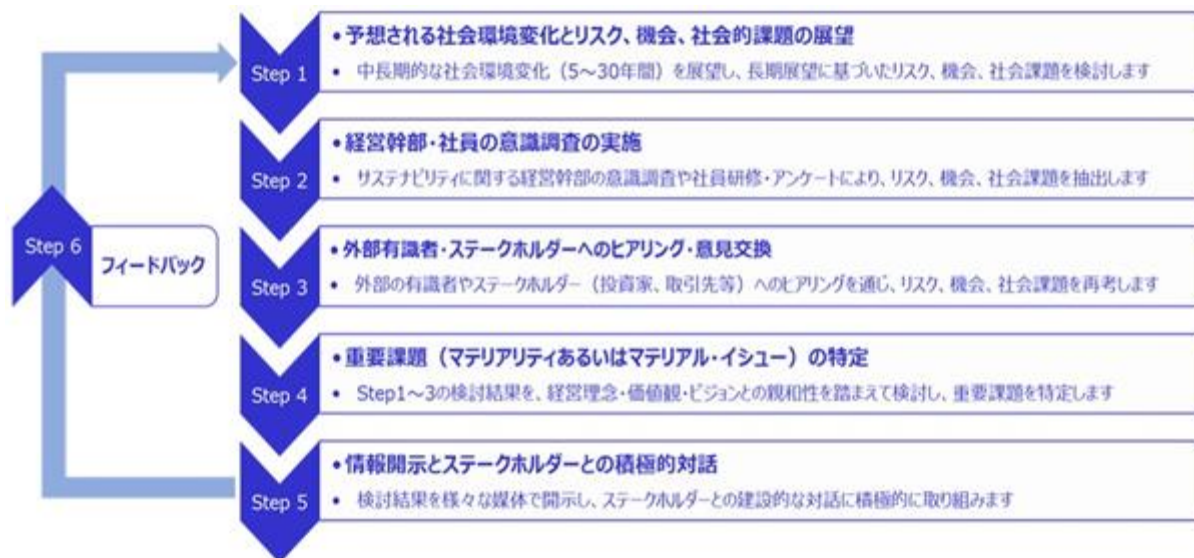 Step 1
• 予想される社会環境変化とリスク、機会、社会的課題の展望
• 中長期的な社会環境変化（5～30年間）を展望し、長期展望に基づいたリスク、機会、社会課題を検討します
Step 2
• 経営幹部・社員の意識調査の実施
• サステナビリティに関する経営幹部の意識調査や社員研修・アンケートにより、リスク、機会、社会課題を抽出します
Step 3
• 外部有識者・ステークホルダーへのヒアリング・意見交換
• 外部の有識者やステークホルダー（投資家、取引先等）へのヒアリングを通じ、リスク、機会、社会課題を再考します
Step 4
• 重要課題（マテリアリティあるいはマテリアル・イシュー）の特定
• Step1～3の検討結果を、経営理念・価値観・ビジョンとの親和性を踏まえて検討し、重要課題を特定します
Step 5
• 情報開示とステークホルダーとの積極的対話
• 検討結果を様々な媒体で開示し、ステークホルダーとの建設的な対話に積極的に取り組みます
Step 6
フィードバック